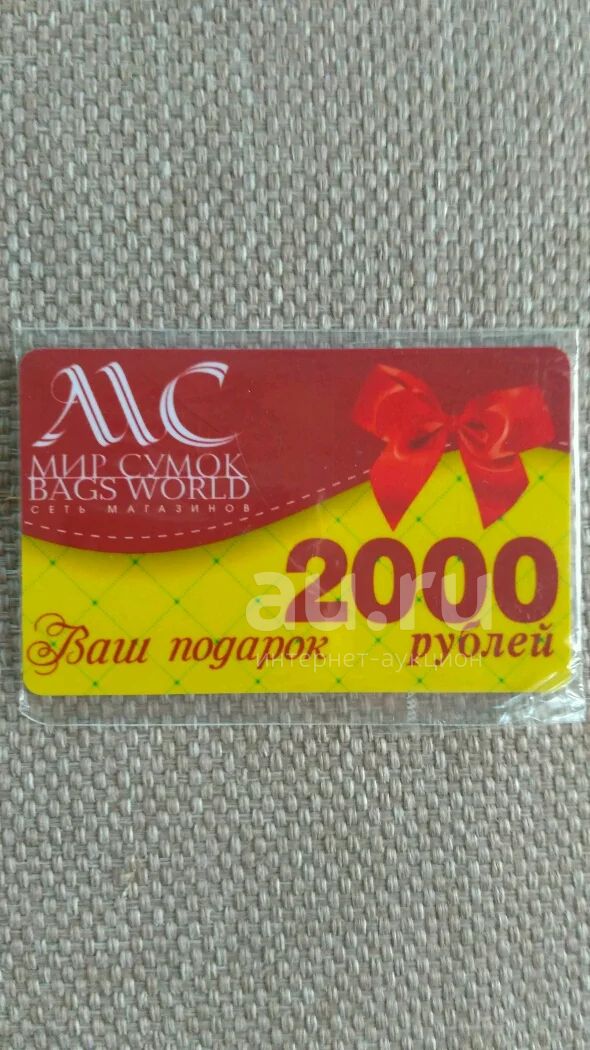 МС
МИР СУМОК
BAGS WORLD
СЕТЬ МАГАЗИНОВ
2000
au.ru
Ваш подарок рублей
интернет-аукцион